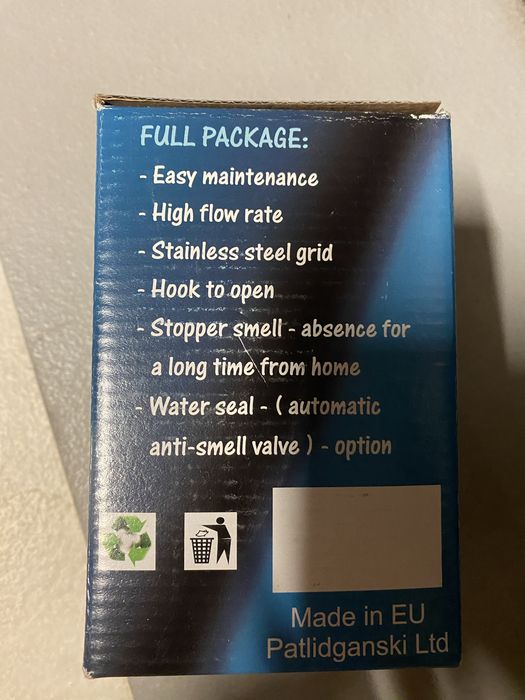 FULL PACKAGE:
- Easy maintenance
- High flow rate
- Stainless steel grid
- Hook to open
- Stopper smell - absence for
a long time from home
- Water seal - ( automatic
anti-smell valve ) - option
Made in EU
Patlidganski Ltd